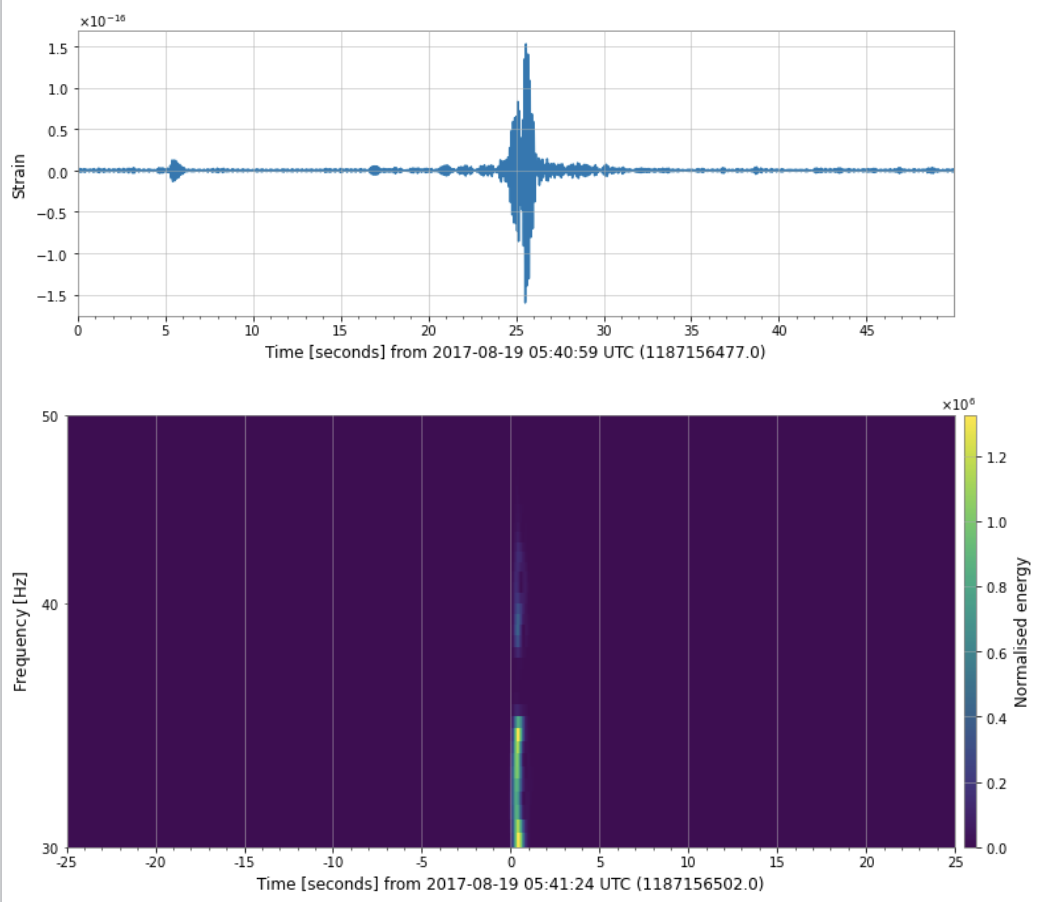 ×10⁻¹⁶
1.5
1.0
0.5
0.0
−0.5
−1.0
−1.5
Strain
0 5 10 15 20 25 30 35 40 45
Time [seconds] from 2017-08-19 05:40:59 UTC (1187156477.0)
×10⁶
50
40
30
Frequency [Hz]
1.2
1.0
0.8
0.6
0.4
0.2
0.0
Normalised energy
-25 -20 -15 -10 -5 0 5 10 15 20 25
Time [seconds] from 2017-08-19 05:41:24 UTC (1187156502.0)